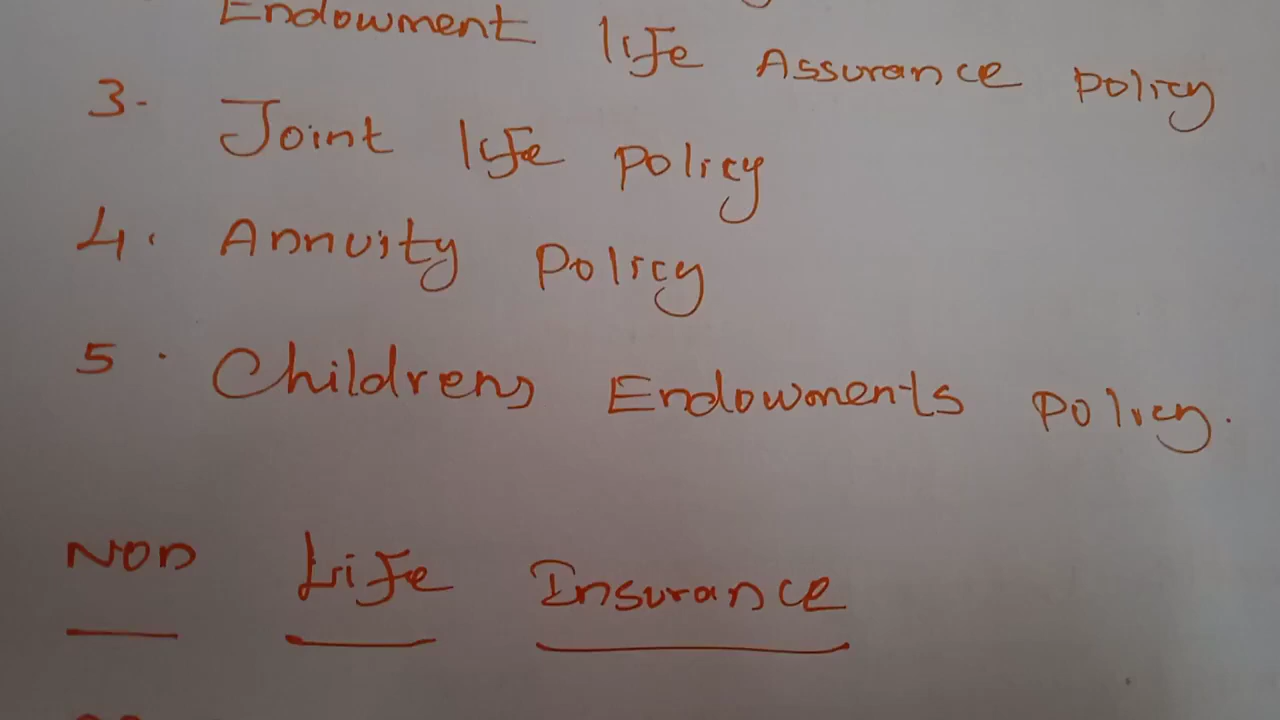 Endowment life Assurance policy
3. Joint life policy
4. Annuity policy
5. Childrens Endowments policy.
Non Life Insurance